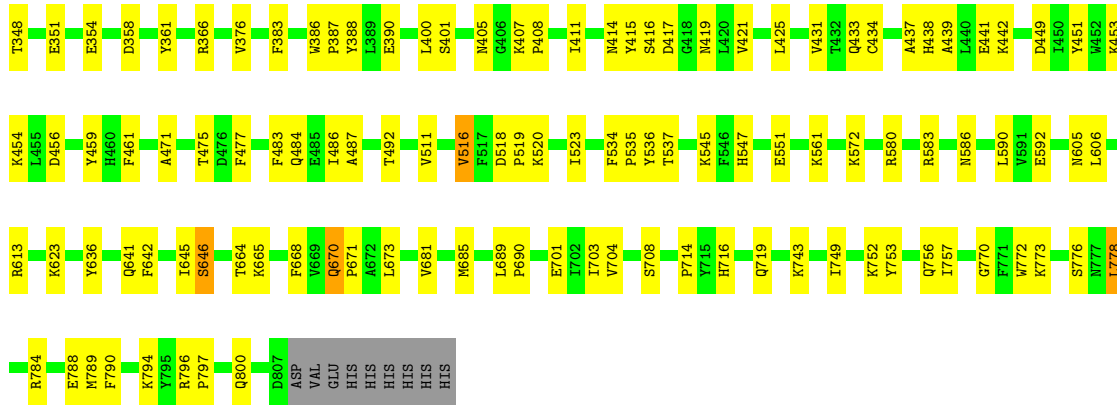 T348 E351 E354 D358 Y361 R366 V376 F383 W386 P387 Y388 L389 E390 L400 S401 N405 G406 K407 P408 I411 N414 Y415 S416 D417 G418 N419 L420 V421 L425 V431 T432 Q433 C434 A437 H438 A439 L440 E441 K442 D449 I450 Y451 W452 K453
K454 L455 D456 Y459 H460 F461 A471 T475 D476 F477 F483 Q484 E485 I486 A487 T492 V511 V516 F517 D518 P519 K520 I523 F534 P535 Y536 T537 K545 F546 H547 E551 K561 K572 R580 R583 N586 L590 V591 E592 N605 L606
R613 K623 Y636 Q641 F642 I645 S646 T664 K665 F668 V669 Q670 P671 A672 L673 V681 M685 L689 P690 E701 I702 I703 V704 S708 P714 Y715 H716 Q719 K743 I749 K752 Y753 Q756 I757 G770 F771 W772 K773 S776 N777 L778
R784 E788 M789 F790 K794 Y795 R796 P797 Q800 D807 ASP VAL GLU HIS HIS HIS HIS HIS HIS